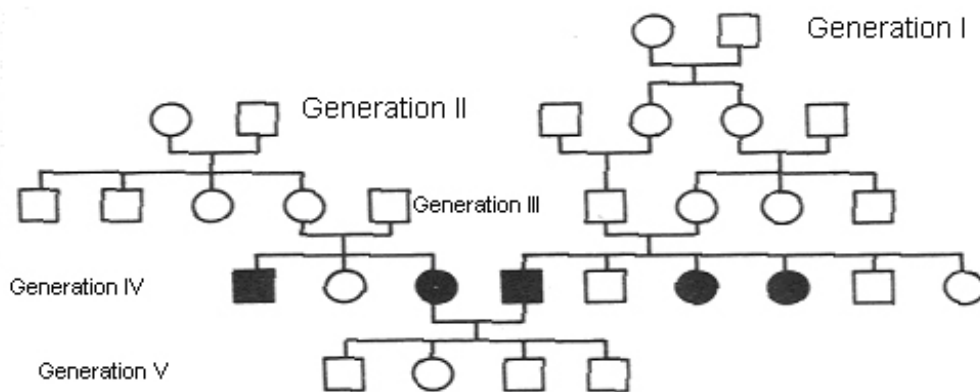 Generation I
Generation II
Generation III
Generation IV
Generation V